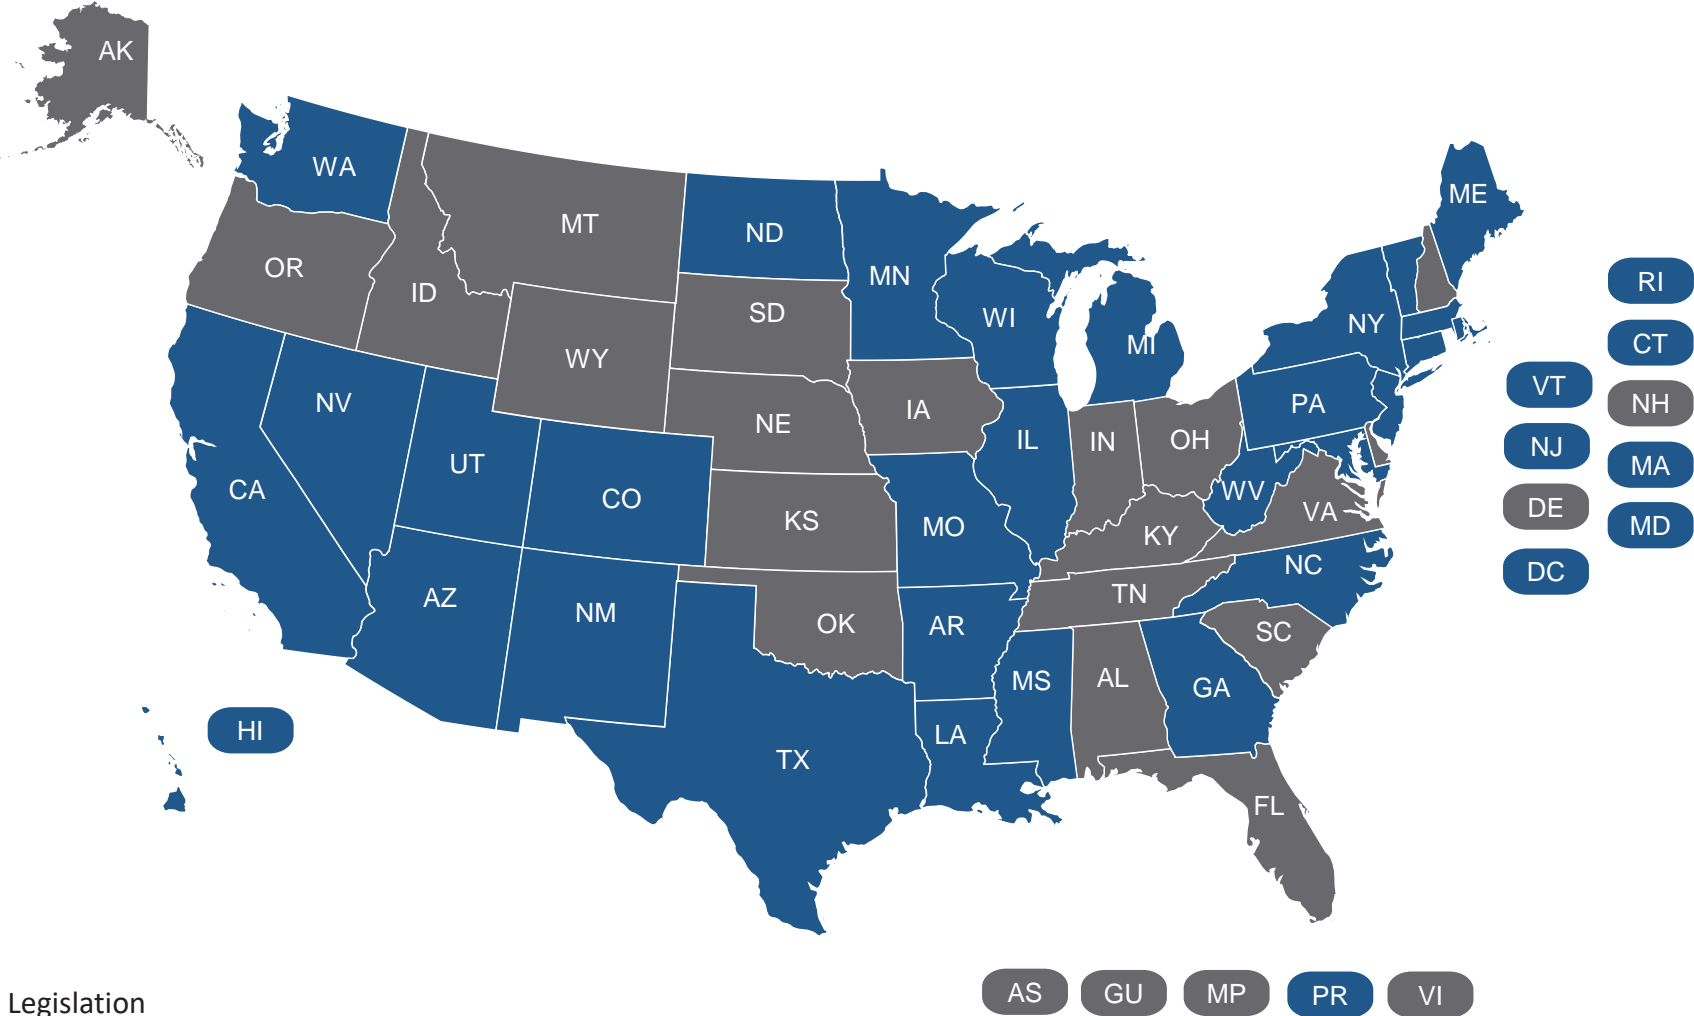 AK
WA
ME
MT
ND
OR
MN
RI
ID
SD
WI
NY
MI
CT
WY
VT
NV
NE
IA
PA
NH
IL
IN
OH
NJ
UT
MA
CA
CO
WV
DE
KS
MO
VA
MD
KY
NC
DC
AZ
NM
TN
OK
AR
SC
MS
AL
GA
HI
LA
TX
FL
AS
GU
MP
PR
VI
Legislation